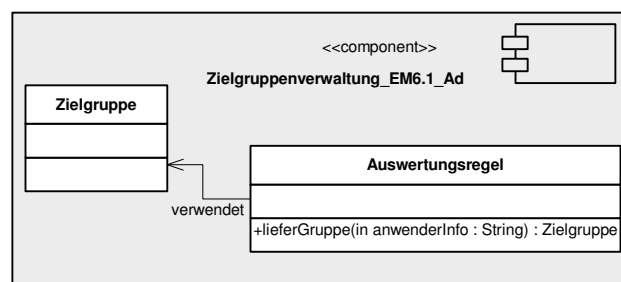 <<component>>
Zielgruppenverwaltung_EM6.1_Ad
Zielgruppe
Auswertungsregel
verwendet
+lieferGruppe(in anwenderInfo : String) : Zielgruppe